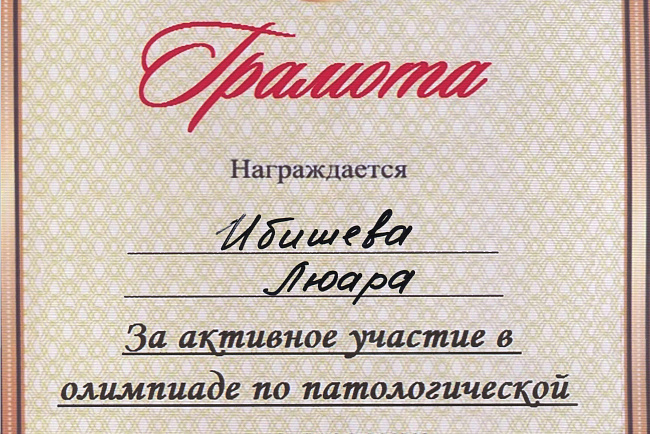 Грамота
Награждается
Ибишева
Люара
За активное участие в
олимпиаде по патологической